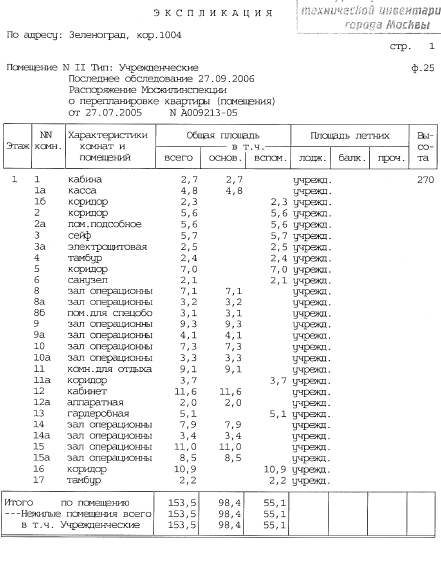 ЭКСПЛИКАЦИЯ
технической инвентари
города Москвы
По адресу: Зеленоград, кор.1004
стр. 1
Помещение N II Тип: Учрежденческие ф.25
Последнее обследование 27.09.2006
Распоряжение Мосжилинспекции
о перепланировке квартиры (помещения)
от 27.07.2005 N А009213-05
Этаж NN комн. Характеристики комнат и помещений Общая площадь Площадь летних Вы-со-та
всего в т.ч. основ. вспом. лодж. балк. проч.
1 1 кабина 2,7 2,7 учрежд. 270
1а касса 4,8 4,8 учрежд.
1б коридор 2,3 2,3 учрежд.
2 коридор 5,6 5,6 учрежд.
2а пом.подсобное 5,6 5,6 учрежд.
3 сейф 5,7 5,7 учрежд.
3а электрощитовая 2,5 2,5 учрежд.
4 тамбур 2,4 2,4 учрежд.
5 коридор 7,0 7,0 учрежд.
6 санузел 2,1 2,1 учрежд.
8 зал операционны 7,1 7,1 учрежд.
8а зал операционны 3,2 3,2 учрежд.
8б пом.для спецобо 3,1 3,1 учрежд.
9 зал операционны 9,3 9,3 учрежд.
9а зал операционны 4,1 4,1 учрежд.
10 зал операционны 7,3 7,3 учрежд.
10а зал операционны 3,3 3,3 учрежд.
11 комн.для отдыха 9,1 9,1 учрежд.
11а коридор 3,7 3,7 учрежд.
12 кабинет 11,6 11,6 учрежд.
12а аппаратная 2,0 2,0 учрежд.
13 гардеробная 5,1 5,1 учрежд.
14 зал операционны 7,9 7,9 учрежд.
14а зал операционны 3,4 3,4 учрежд.
15 зал операционны 11,0 11,0 учрежд.
15а зал операционны 8,5 8,5 учрежд.
16 коридор 10,9 10,9 учрежд.
17 тамбур 2,2 2,2 учрежд.
Итого по помещению 153,5 98,4 55,1
---Нежилые помещения всего 153,5 98,4 55,1
в т.ч. Учрежденческие 153,5 98,4 55,1